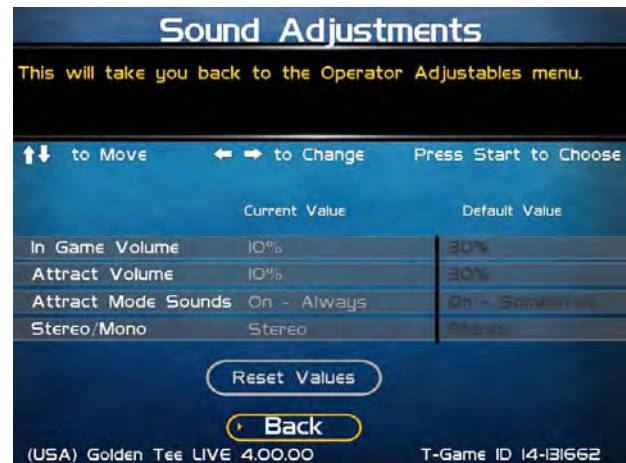 Sound Adjustments
This will take you back to the Operator Adjustables menu.
to Move to Change Press Start to Choose
Current Value Default Value
In Game Volume 10% 30%
Attract Volume 10% 30%
Attract Mode Sounds On - Always On - Sometimes
Stereo/Mono Stereo Stereo
Reset Values
Back
(USA) Golden Tee LIVE 4.00.00 T-Game ID 14-131662